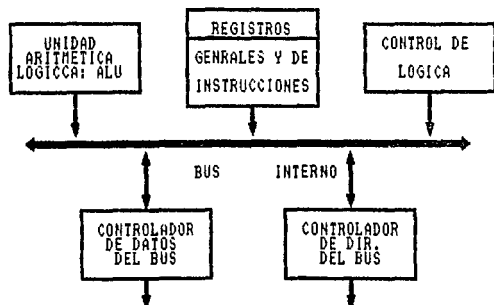 UNIDAD
ARITMETICA
LOGICCA: ALU
REGISTROS
GENRALES Y DE
INSTRUCCIONES
CONTROL DE
LOGICA
BUS INTERNO
CONTROLADOR
DE DATOS
DEL BUS
CONTROLADOR
DE DIR.
DEL BUS